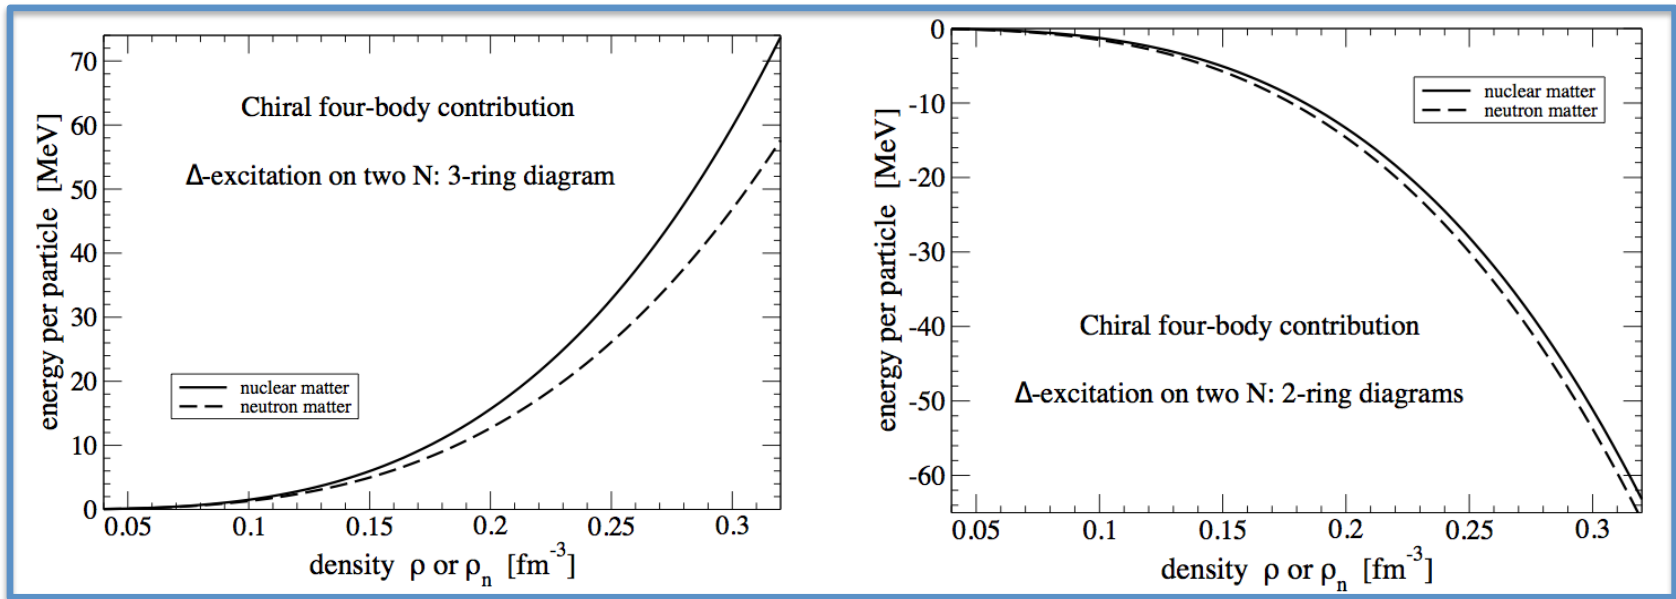 energy per particle [MeV]
70
60
50
40
30
20
10
0
Chiral four-body contribution
Δ-excitation on two N: 3-ring diagram
nuclear matter
neutron matter
0.05 0.1 0.15 0.2 0.25 0.3
density ρ or ρn [fm-3]
energy per particle [MeV]
0
-10
-20
-30
-40
-50
-60
nuclear matter
neutron matter
Chiral four-body contribution
Δ-excitation on two N: 2-ring diagrams
0.05 0.1 0.15 0.2 0.25 0.3
density ρ or ρn [fm-3]